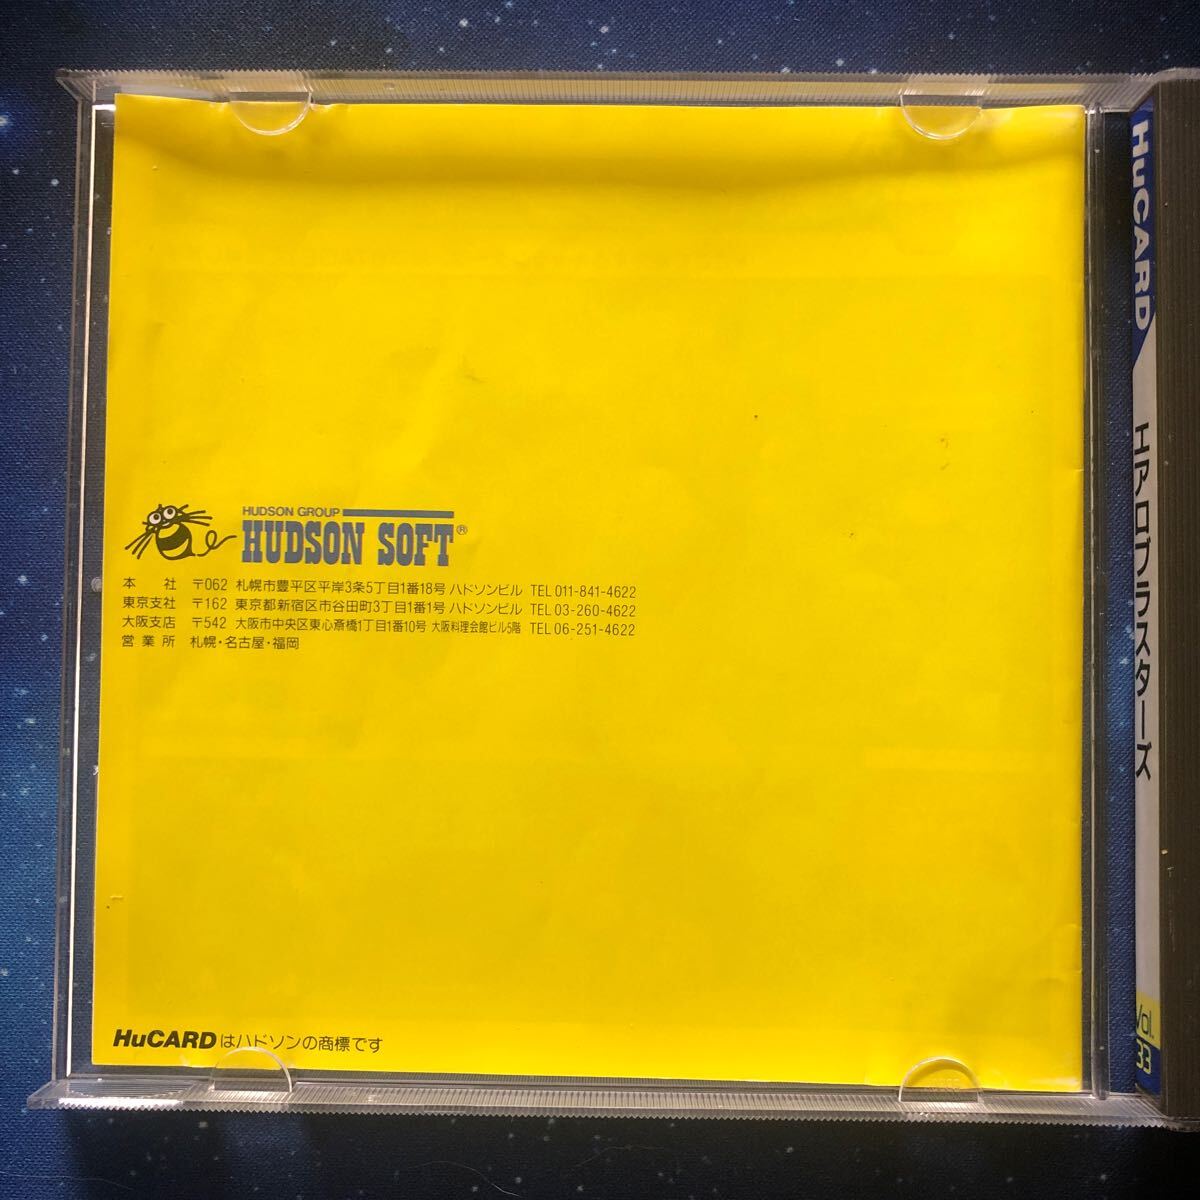 HUDSON GROUP
HUDSON SOFT®
本 社 〒062 札幌市豊平区平岸3条5丁目1番18号 ハドソンビル TEL 011-841-4622
東京支社 〒162 東京都新宿区市谷田町3丁目1番1号 ハドソンビル TEL 03-260-4622
大阪支店 〒542 大阪市中央区東心斎橋1丁目1番10号 大阪料理会館ビル5階 TEL 06-251-4622
営業所 札幌・名古屋・福岡
HuCARDはハドソンの商標です
HuCARD
エアロブラスターズ
Vol.
33